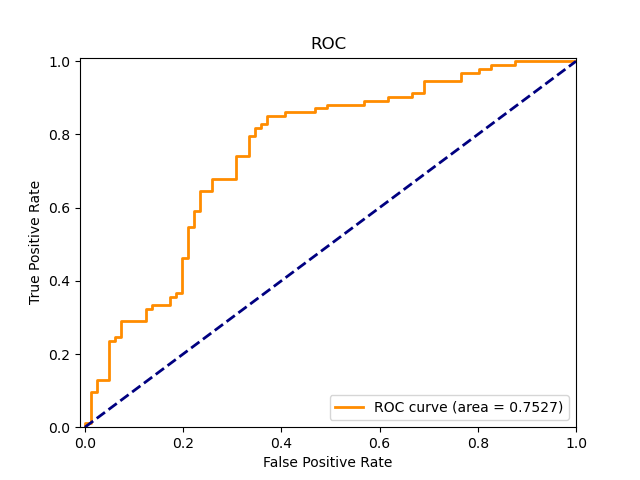 ROC
1.0
0.8
0.6
0.4
0.2
0.0
True Positive Rate
ROC curve (area = 0.7527)
0.0 0.2 0.4 0.6 0.8 1.0
False Positive Rate